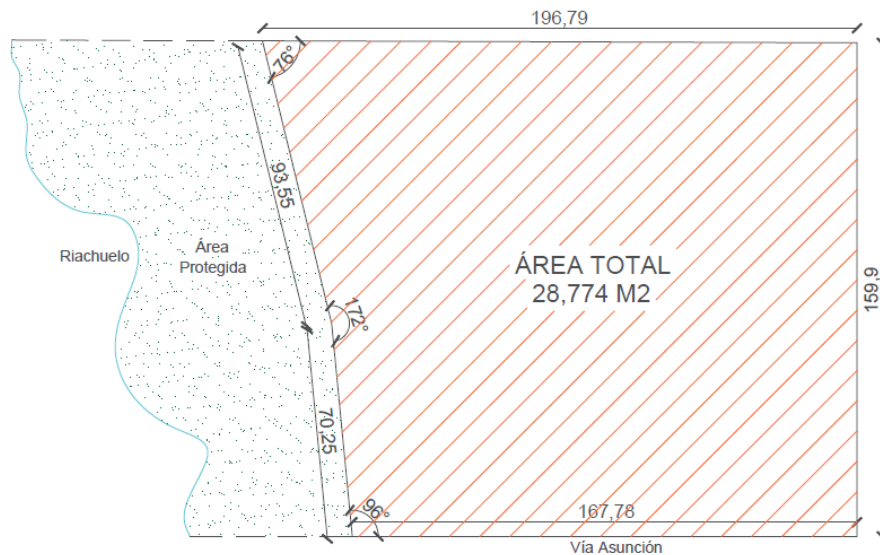 196,79
76°
93,55
Riachuelo
Área
Protegida
ÁREA TOTAL
28,774 M2
159,9
172°
70,25
96°
167,78
Vía Asunción